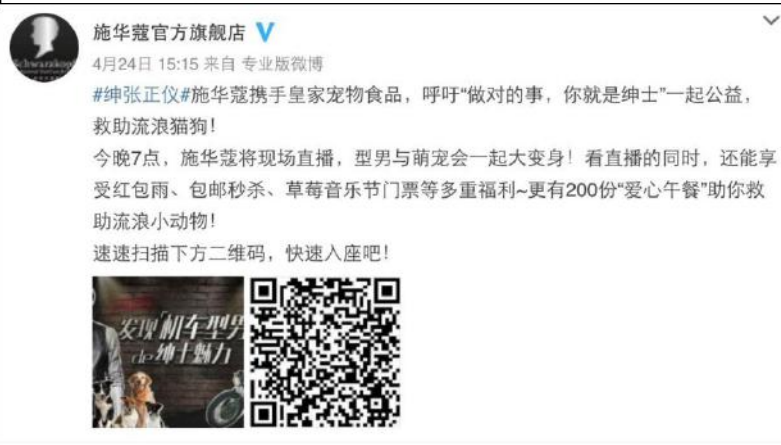 施华蔻官方旗舰店
Schwarzkopf
4月24日 15:15 来自 专业版微博
#绅张正仪#施华蔻携手皇家宠物食品，呼吁“做对的事，你就是绅士”一起公益，
救助流浪猫狗！
今晚7点，施华蔻将现场直播，型男与萌宠会一起大变身！看直播的同时，还能享
受红包雨、包邮秒杀、草莓音乐节门票等多重福利~更有200份“爱心午餐”助你救
助流浪小动物！
速速扫描下方二维码，快速入座吧！
发现「机车型男
de绅士魅力